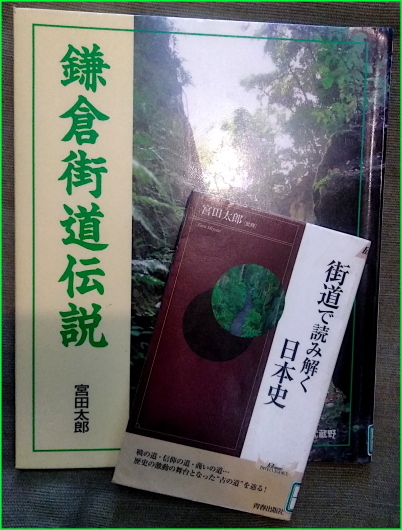 鎌倉街道伝説
宮田太郎
蔵野
宮田太郎
街道で読み解く
日本史
戦の道・信仰の道・商いの道…
歴史の激動の舞台となった“古の道”を巡る!
青春出版社